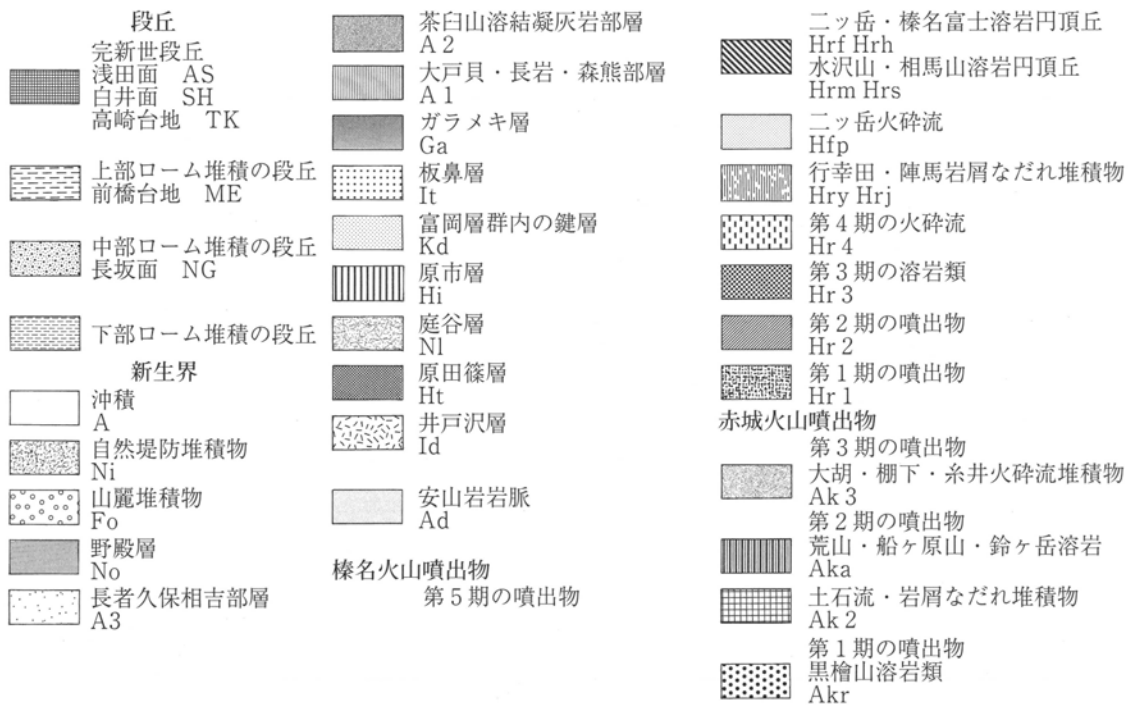 段丘
完新世段丘
浅田面 AS
白井面 SH
高崎台地 TK
上部ローム堆積の段丘
前橋台地 ME
中部ローム堆積の段丘
長坂面 NG
下部ローム堆積の段丘
新生界
沖積
A
自然堤防堆積物
Ni
山麗堆積物
Fo
野殿層
No
長者久保相吉部層
A3
茶臼山溶結凝灰岩部層
A 2
大戸貝・長岩・森熊部層
A 1
ガラメキ層
Ga
板鼻層
It
富岡層群内の鍵層
Kd
原市層
Hi
庭谷層
Nl
原田篠層
Ht
井戸沢層
Id
安山岩岩脈
Ad
榛名火山噴出物
第5期の噴出物
二ッ岳・榛名富士溶岩円頂丘
Hrf Hrh
水沢山・相馬山溶岩円頂丘
Hrm Hrs
二ッ岳火砕流
Hfp
行幸田・陣馬岩屑なだれ堆積物
Hry Hrj
第4期の火砕流
Hr 4
第3期の溶岩類
Hr 3
第2期の噴出物
Hr 2
第1期の噴出物
Hr 1
赤城火山噴出物
第3期の噴出物
大胡・棚下・糸井火砕流堆積物
Ak 3
第2期の噴出物
荒山・船ヶ原山・鈴ヶ岳溶岩
Aka
土石流・岩屑なだれ堆積物
Ak 2
第1期の噴出物
黒檜山溶岩類
Akr